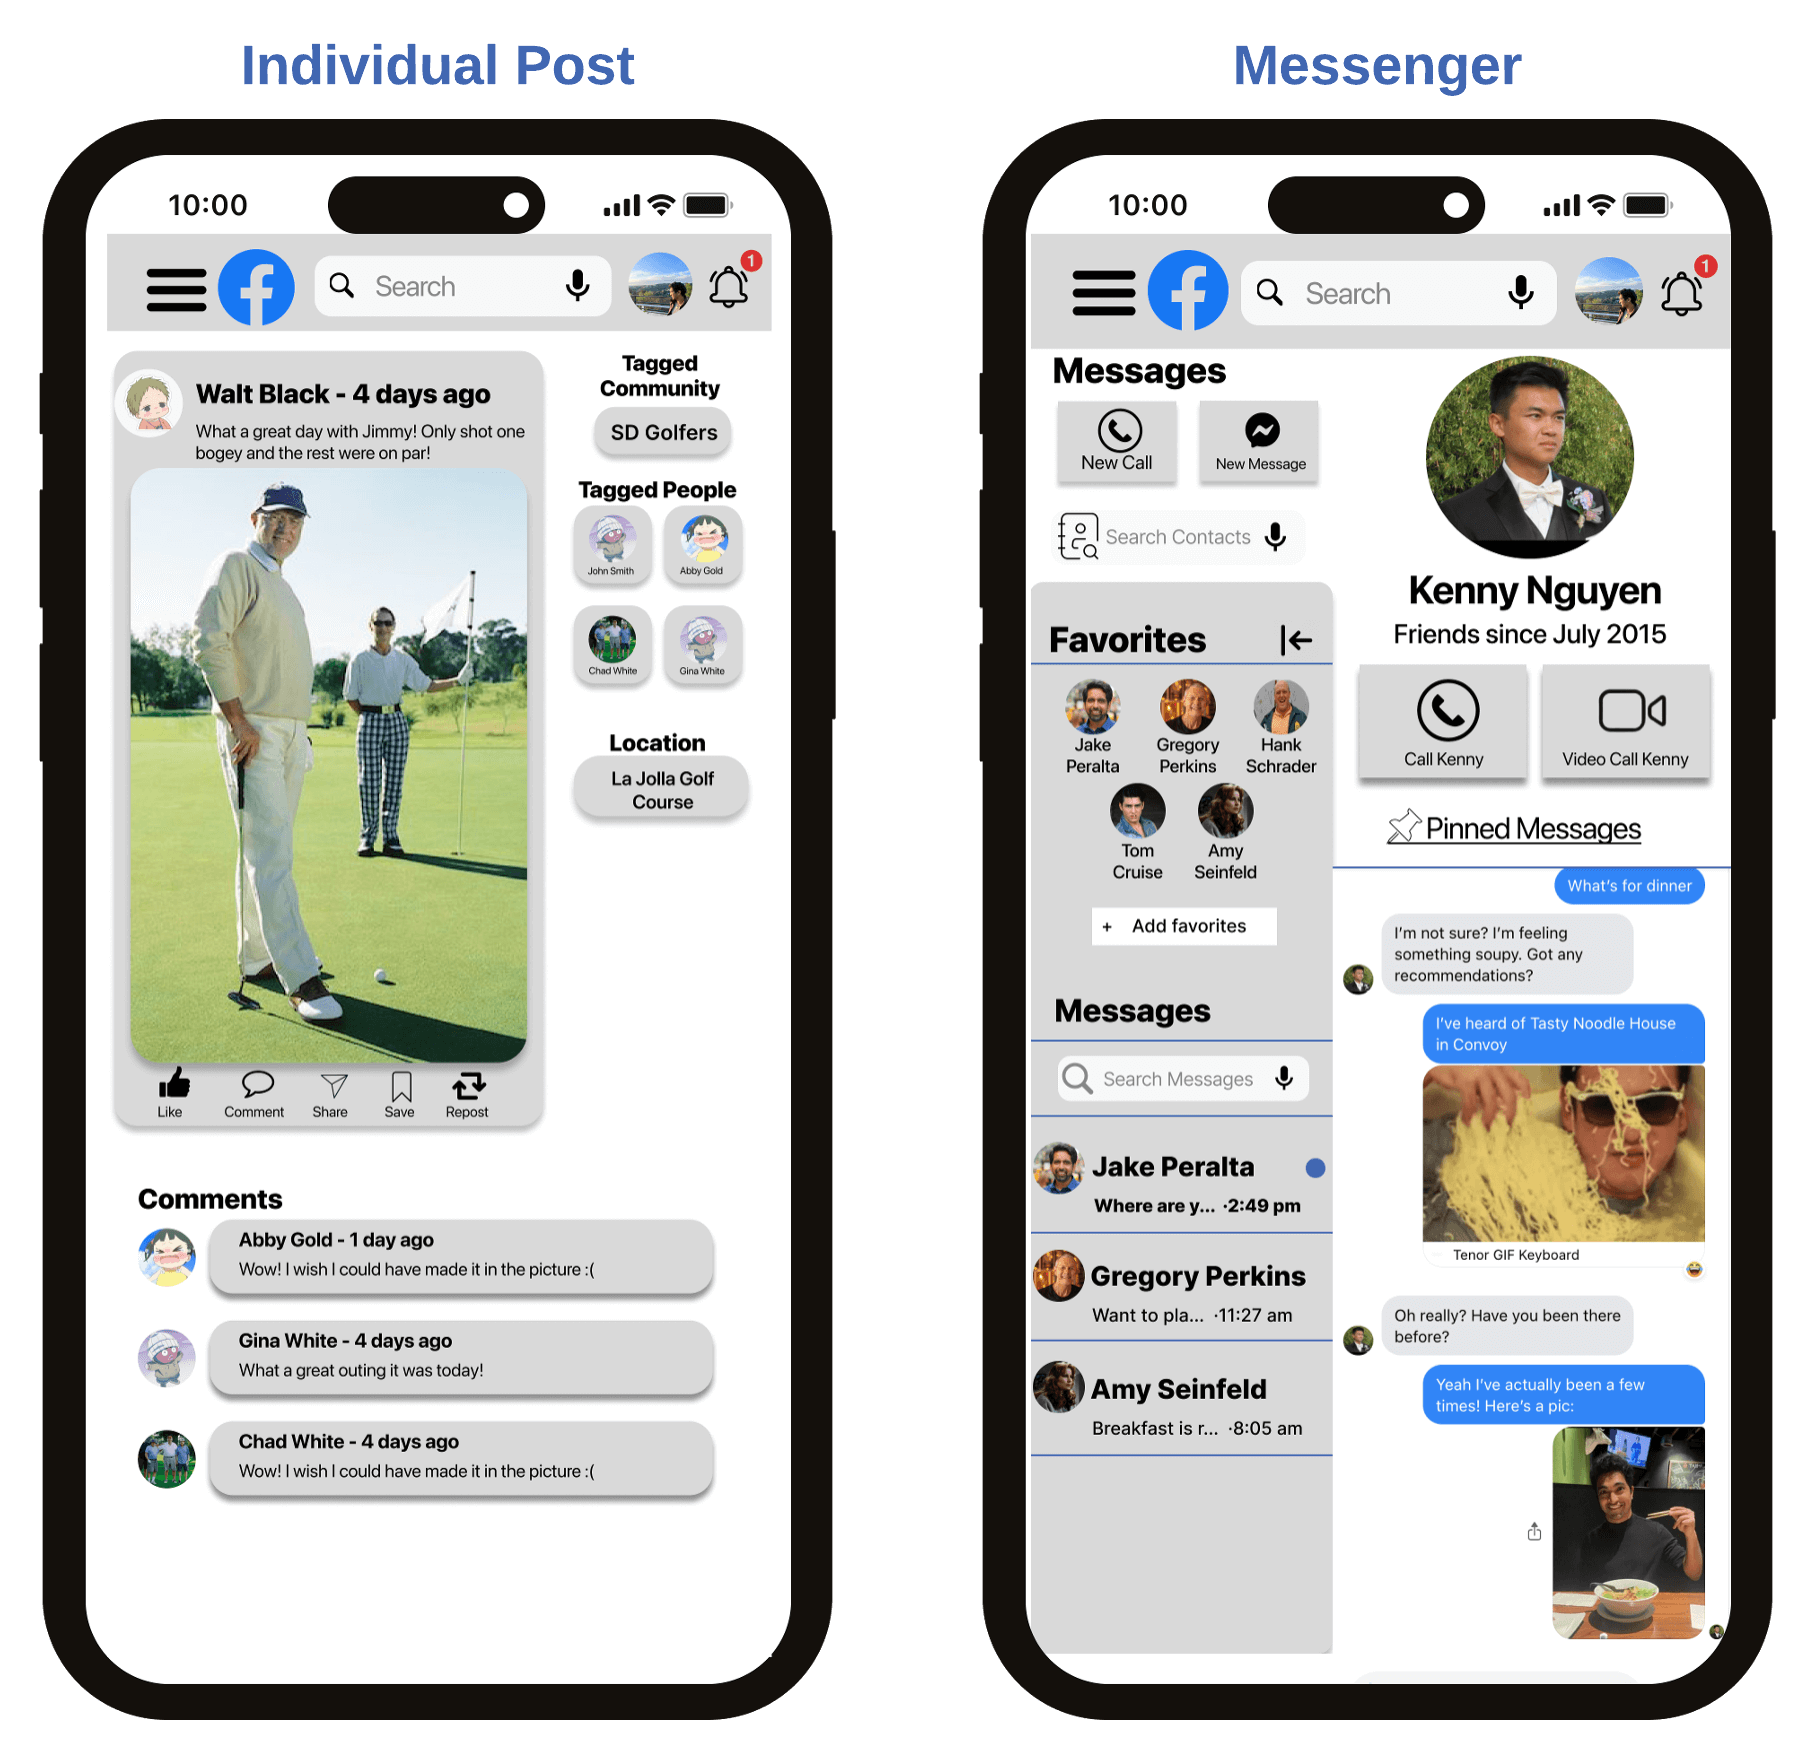 Individual Post
10:00
Search
1
Walt Black - 4 days ago
What a great day with Jimmy! Only shot one
bogey and the rest were on par!
Like
Comment
Share
Save
Repost
Tagged
Community
SD Golfers
Tagged People
John Smith
Abby Gold
Chad White
Gina White
Location
La Jolla Golf
Course
Comments
Abby Gold - 1 day ago
Wow! I wish I could have made it in the picture :(
Gina White - 4 days ago
What a great outing it was today!
Chad White - 4 days ago
Wow! I wish I could have made it in the picture :(
Messenger
10:00
Search
1
Messages
New Call
New Message
Search Contacts
Favorites
Jake
Peralta
Gregory
Perkins
Hank
Schrader
Tom
Cruise
Amy
Seinfeld
+ Add favorites
Messages
Search Messages
Jake Peralta
Where are y... ·2:49 pm
Gregory Perkins
Want to pla... ·11:27 am
Amy Seinfeld
Breakfast is r... ·8:05 am
Kenny Nguyen
Friends since July 2015
Call Kenny
Video Call Kenny
Pinned Messages
What's for dinner
I'm not sure? I'm feeling
something soupy. Got any
recommendations?
I've heard of Tasty Noodle House
in Convoy
Tenor GIF Keyboard
Oh really? Have you been there
before?
Yeah I've actually been a few
times! Here's a pic: